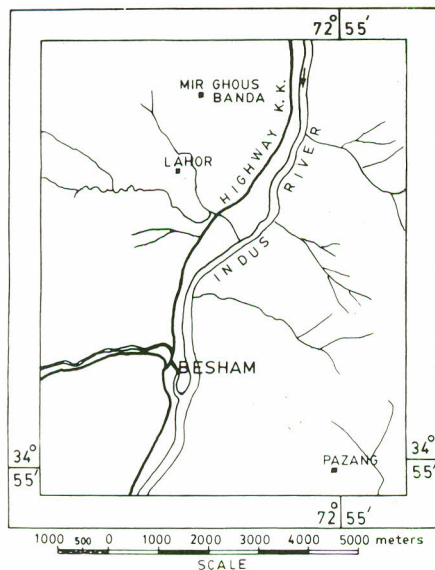 72° 55′
MIR GHOUS
BANDA
LAHOR
HIGHWAY K.K.
INDUS RIVER
BESHAM
34°
55′
PAZANG
34°
55′
72° 55′
1000 500 0 1000 2000 3000 4000 5000 meters
SCALE